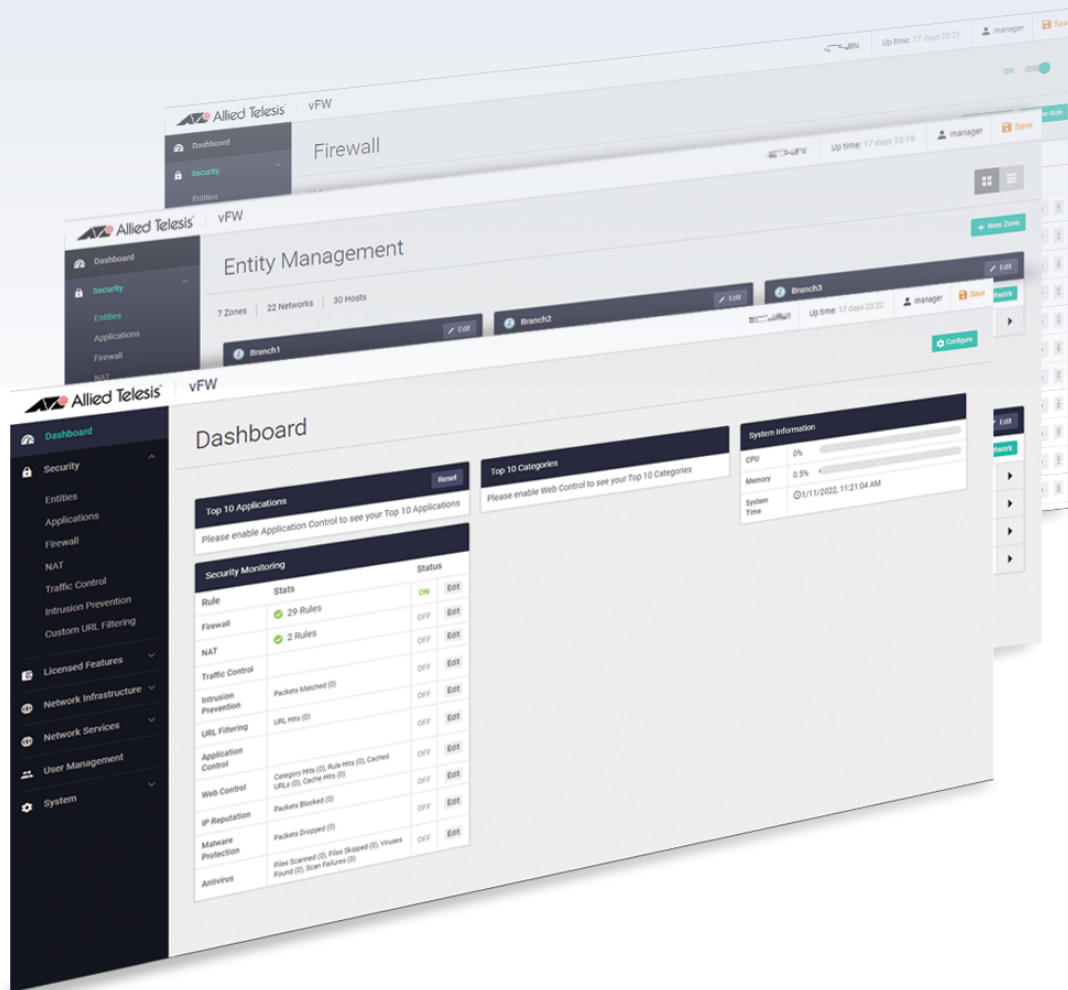 Up time: 17 days 23:21
manager
Save
Allied Telesis
vFW
ON
Dashboard
Firewall
Security
Entities
Up time: 17 days 23:19
manager
Save
Allied Telesis
vFW
Dashboard
Entity Management
+ New Zone
Security
7 Zones
22 Networks
30 Hosts
Entities
Applications
Firewall
NAT
Branch1
Edit
Branch2
Edit
Branch3
Edit
Edit
Up time: 17 days 23:22
manager
Save
Allied Telesis
vFW
Configure
Dashboard
Security
Entities
Applications
Firewall
NAT
Traffic Control
Intrusion Prevention
Custom URL Filtering
Licensed Features
Network Infrastructure
Network Services
User Management
System
Dashboard
Top 10 Applications
Reset
Please enable Application Control to see your Top 10 Applications
Top 10 Categories
Please enable Web Control to see your Top 10 Categories
System Information
CPU 0%
Memory 0.5%
System Time 1/11/2022, 11:21:04 AM
Security Monitoring
Rule Stats Status
Firewall 29 Rules ON Edit
NAT 2 Rules OFF Edit
Traffic Control OFF Edit
Intrusion Prevention Packets Matched (0) OFF Edit
URL Filtering URL Hits (0) OFF Edit
Application Control OFF Edit
Web Control Category Hits (0), Rule Hits (0), Cached URLs (0), Cache Hits (0) OFF Edit
IP Reputation Packets Blocked (0) OFF Edit
Malware Protection Packets Dropped (0) OFF Edit
Antivirus Files Scanned (0), Files Skipped (0), Viruses Found (0), Scan Failures (0) OFF Edit